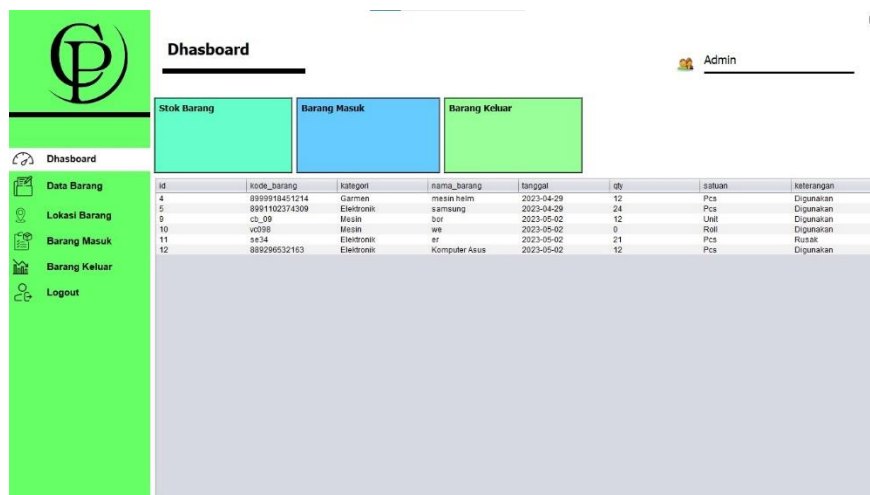 CP
Dhasboard
Admin
Stok Barang Barang Masuk Barang Keluar
Dhasboard
Data Barang
Lokasi Barang
Barang Masuk
Barang Keluar
Logout
id kode_barang kategori nama_barang tanggal qty satuan keterangan
4 8999918451214 Garmen mesin helm 2023-04-29 12 Pcs Digunakan
5 8991102374309 Elektronik samsung 2023-04-29 24 Pcs Digunakan
9 cb_09 Mesin bor 2023-05-02 12 Unit Digunakan
10 vc098 Mesin we 2023-05-02 0 Roll Digunakan
11 se34 Elektronik er 2023-05-02 21 Pcs Rusak
12 889296532163 Elektronik Komputer Asus 2023-05-02 12 Pcs Digunakan